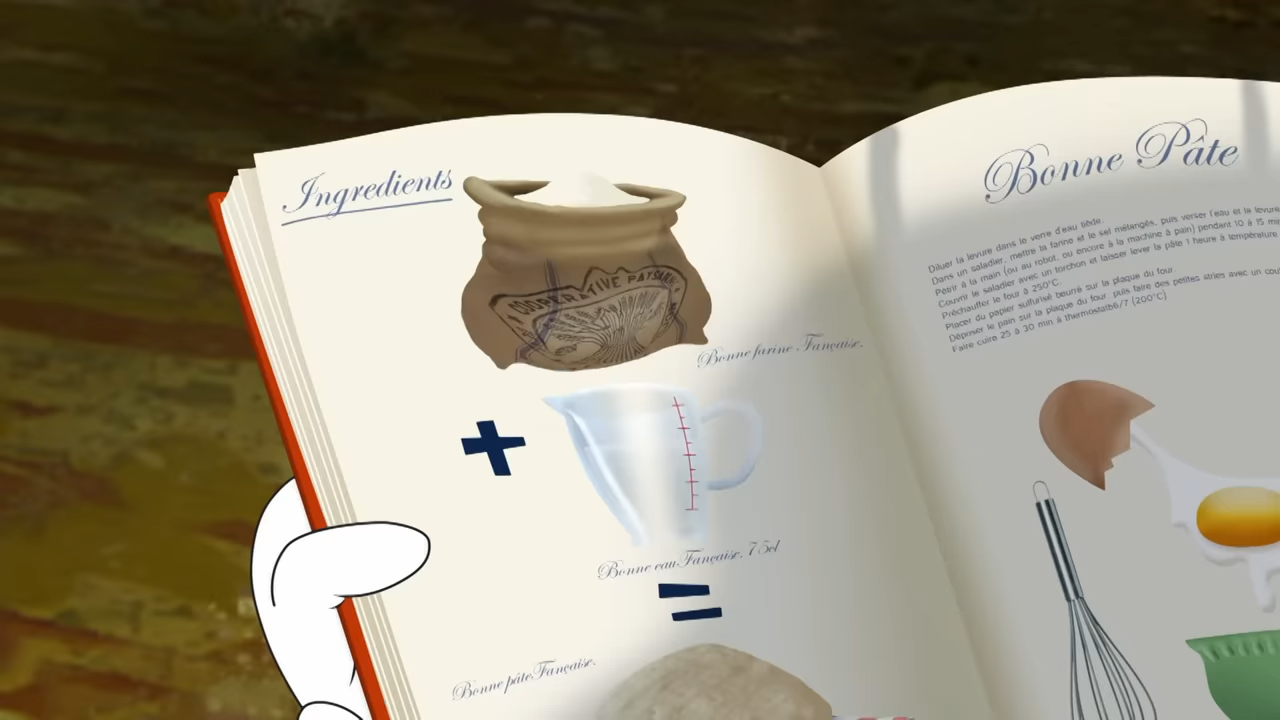 Ingredients
COOPERATIVE PAYSANNE
Bonne farine Fançaise.
Bonne eau Fançaise. 75cl
Bonne pâte Fançaise.
Bonne Pâte
Diluer la levure dans le verre d'eau tiède.
Dans un saladier, mettre la farine et le sel mélangés, puis verser l'eau et la levure
Pétrir à la main (ou au robot, ou encore à la machine à pain) pendant 10 à 15 min
Couvrir le saladier avec un torchon et laisser lever la pâte 1 heure à température
Préchauffer le four à 250°C.
Placer du papier sulfurisé beurré sur la plaque du four.
Déposer le pain sur la plaque du four, puis faire des petites stries avec un cou
Faire cuire 25 à 30 min à thermostat6/7 (200°C)